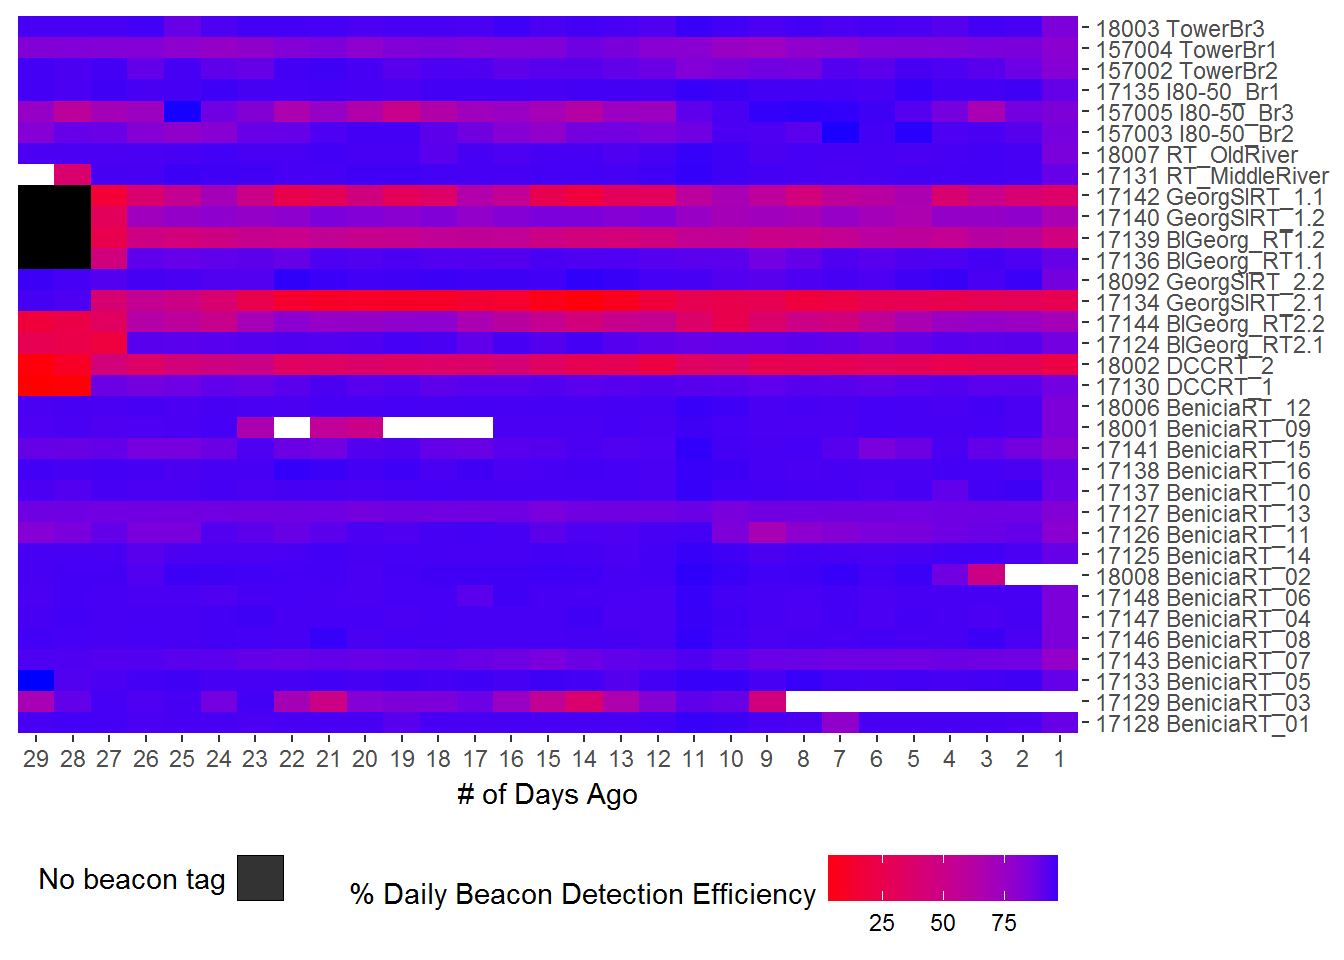 18003 TowerBr3
157004 TowerBr1
157002 TowerBr2
17135 I80-50_Br1
157005 I80-50_Br3
157003 I80-50_Br2
18007 RT_OldRiver
17131 RT_MiddleRiver
17142 GeorgSlRT_1.1
17140 GeorgSlRT_1.2
17139 BlGeorg_RT1.2
17136 BlGeorg_RT1.1
18092 GeorgSlRT_2.2
17134 GeorgSlRT_2.1
17144 BlGeorg_RT2.2
17124 BlGeorg_RT2.1
18002 DCCRT_2
17130 DCCRT_1
18006 BeniciaRT_12
18001 BeniciaRT_09
17141 BeniciaRT_15
17138 BeniciaRT_16
17137 BeniciaRT_10
17127 BeniciaRT_13
17126 BeniciaRT_11
17125 BeniciaRT_14
18008 BeniciaRT_02
17148 BeniciaRT_06
17147 BeniciaRT_04
17146 BeniciaRT_08
17143 BeniciaRT_07
17133 BeniciaRT_05
17129 BeniciaRT_03
17128 BeniciaRT_01
29 28 27 26 25 24 23 22 21 20 19 18 17 16 15 14 13 12 11 10 9 8 7 6 5 4 3 2 1
# of Days Ago
No beacon tag
% Daily Beacon Detection Efficiency
25 50 75